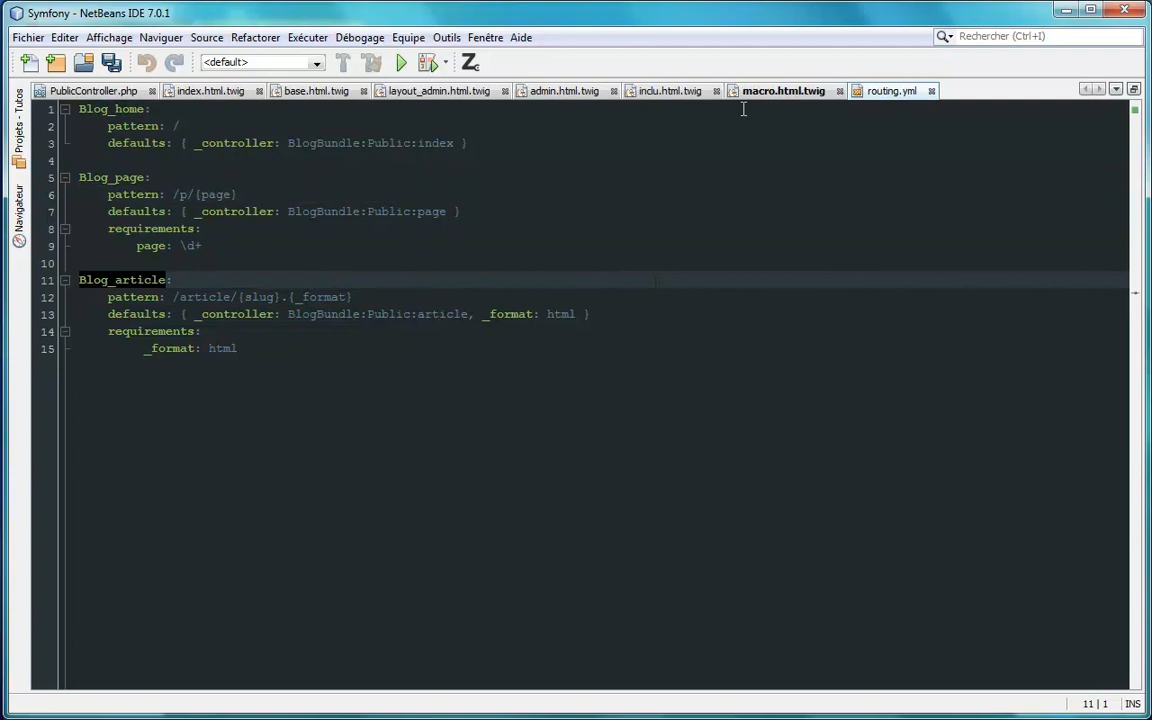 Symfony - NetBeans IDE 7.0.1
Fichier Editer Affichage Naviguer Source Refactorer Exécuter Débogage Equipe Outils Fenêtre Aide
Rechercher (Ctrl+I)
<default>
PublicController.php index.html.twig base.html.twig layout_admin.html.twig admin.html.twig inclu.html.twig macro.html.twig routing.yml
Projets - Tutos
Navigateur
1 Blog_home:
2 pattern: /
3 defaults: { _controller: BlogBundle:Public:index }
4
5 Blog_page:
6 pattern: /p/{page}
7 defaults: { _controller: BlogBundle:Public:page }
8 requirements:
9 page: \d+
10
11 Blog_article:
12 pattern: /article/{slug}.{_format}
13 defaults: { _controller: BlogBundle:Public:article, _format: html }
14 requirements:
15 _format: html
11 | 1 INS